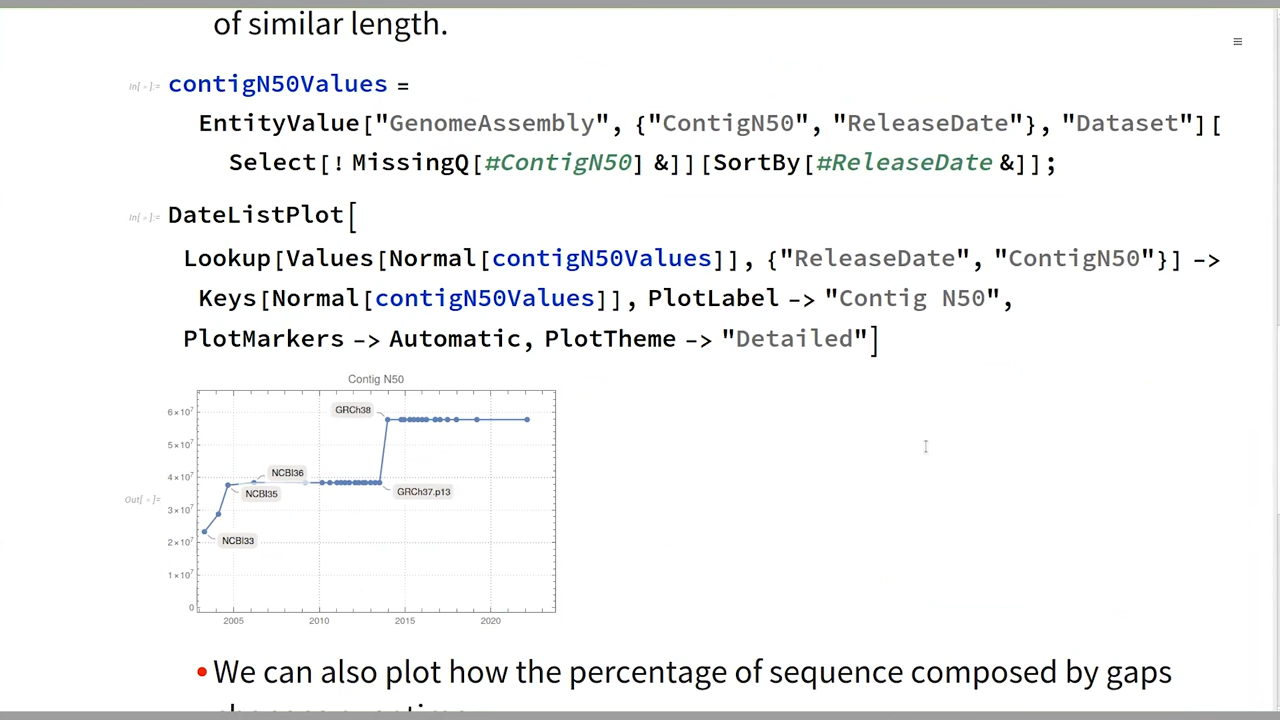 of similar length.
≡
In[ ◦ ]:= contigN50Values =
EntityValue["GenomeAssembly", {"ContigN50", "ReleaseDate"}, "Dataset"][
Select[! MissingQ[#ContigN50] &]][SortBy[#ReleaseDate &]];
In[ ◦ ]:= DateListPlot[
Lookup[Values[Normal[contigN50Values]], {"ReleaseDate", "ContigN50"}] ->
Keys[Normal[contigN50Values]], PlotLabel -> "Contig N50",
PlotMarkers -> Automatic, PlotTheme -> "Detailed"]
Contig N50
6×10⁷
GRCh38
5×10⁷
4×10⁷
NCBI36
NCBI35
GRCh37.p13
Out[ ◦ ]=
3×10⁷
2×10⁷
NCBI33
1×10⁷
0
2005 2010 2015 2020
• We can also plot how the percentage of sequence composed by gaps